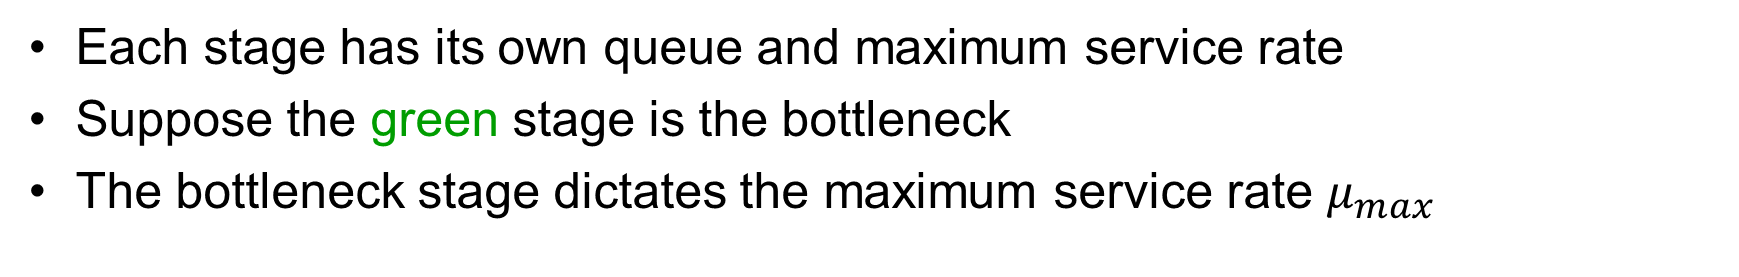 • Each stage has its own queue and maximum service rate
• Suppose the green stage is the bottleneck
• The bottleneck stage dictates the maximum service rate μ_max